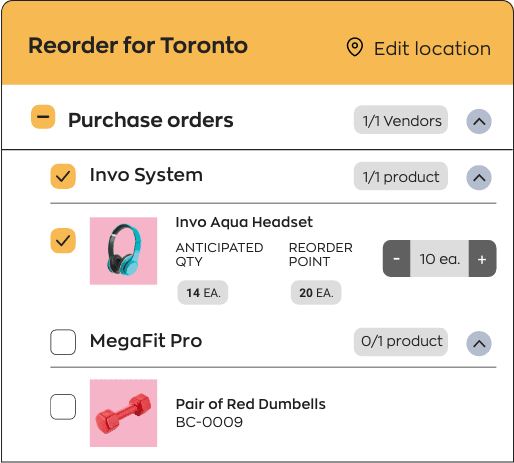 Reorder for Toronto
Edit location
Purchase orders
1/1 Vendors
Invo System
1/1 product
Invo Aqua Headset
ANTICIPATED QTY
REORDER POINT
14 EA.
20 EA.
- 10 ea. +
MegaFit Pro
0/1 product
Pair of Red Dumbells
BC-0009